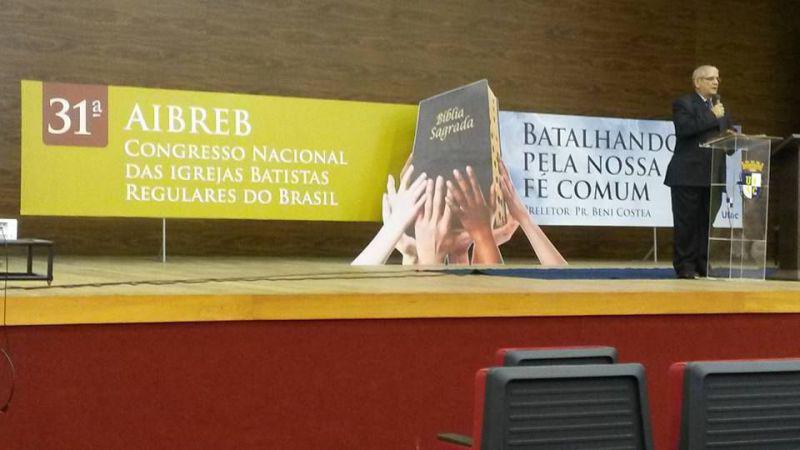 31ª
AIBREB
CONGRESSO NACIONAL
DAS IGREJAS BATISTAS
REGULARES DO BRASIL
Bíblia
Sagrada
BATALHANDO
PELA NOSSA
FÉ COMUM
PRELETOR: PR. BENI COSTEA
Ufac